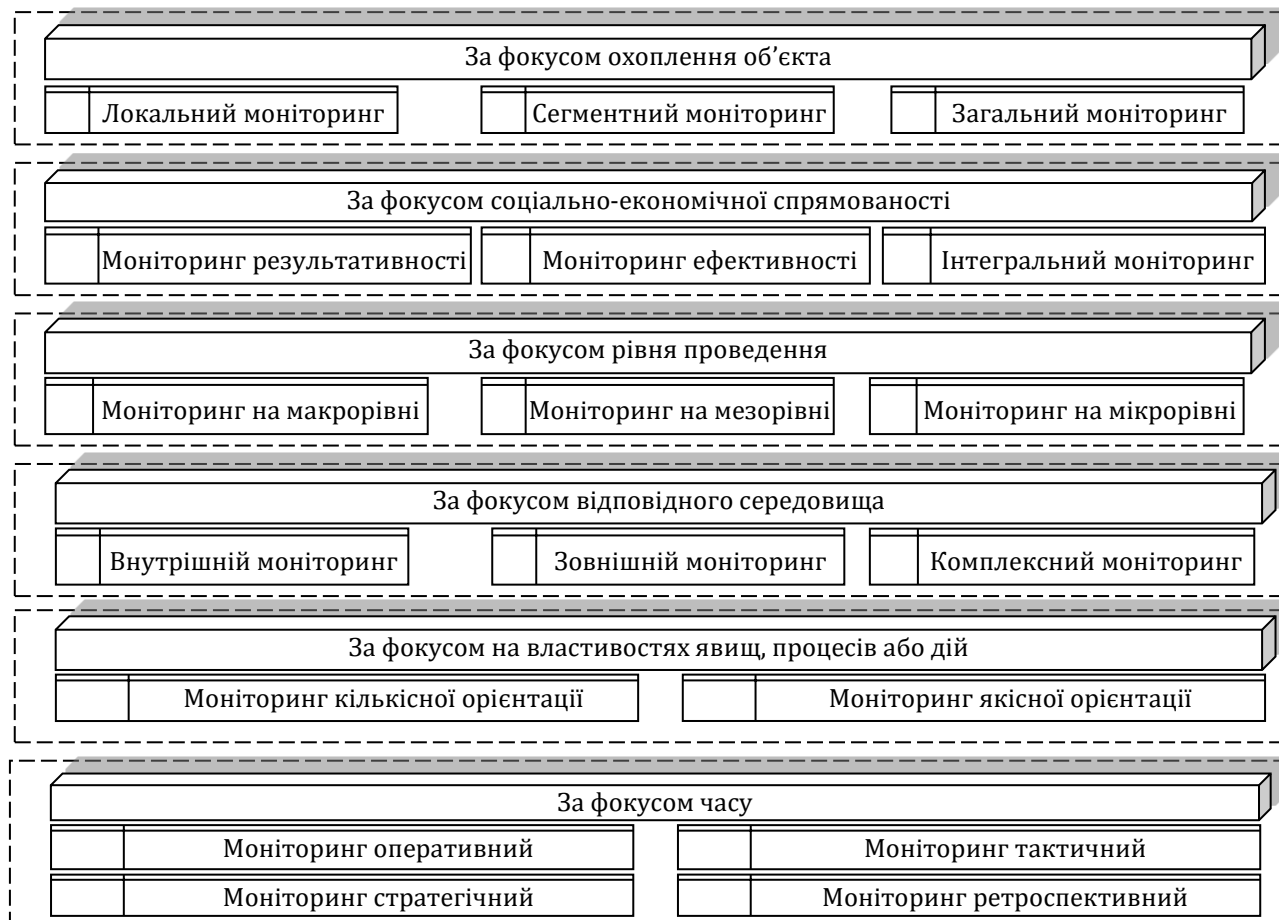 За фокусом охоплення об’єкта
Локальний моніторинг
Сегментний моніторинг
Загальний моніторинг
За фокусом соціально-економічної спрямованості
Моніторинг результативності
Моніторинг ефективності
Інтегральний моніторинг
За фокусом рівня проведення
Моніторинг на макрорівні
Моніторинг на мезорівні
Моніторинг на мікрорівні
За фокусом відповідного середовища
Внутрішній моніторинг
Зовнішній моніторинг
Комплексний моніторинг
За фокусом на властивостях явищ, процесів або дій
Моніторинг кількісної орієнтації
Моніторинг якісної орієнтації
За фокусом часу
Моніторинг оперативний
Моніторинг тактичний
Моніторинг стратегічний
Моніторинг ретроспективний